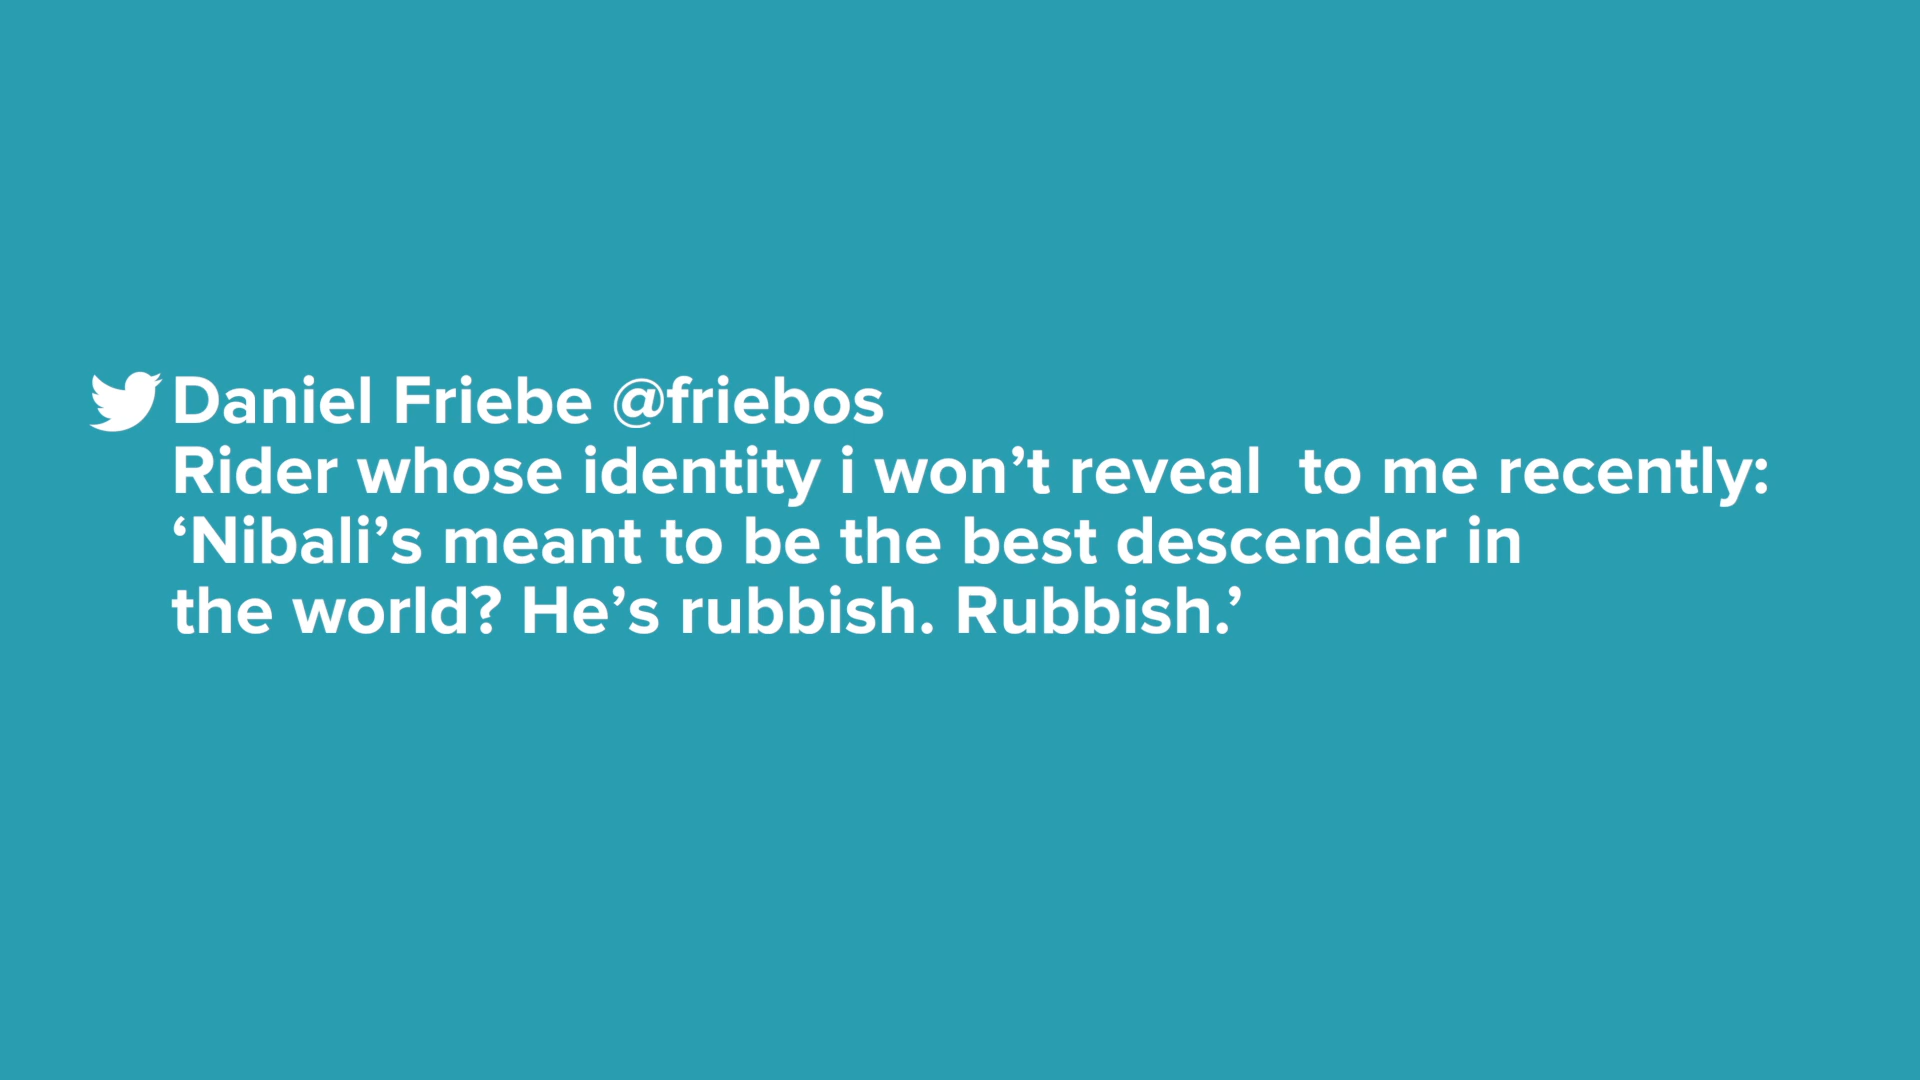 Daniel Friebe @friebos
Rider whose identity i won’t reveal  to me recently:
‘Nibali’s meant to be the best descender in
the world? He’s rubbish. Rubbish.’